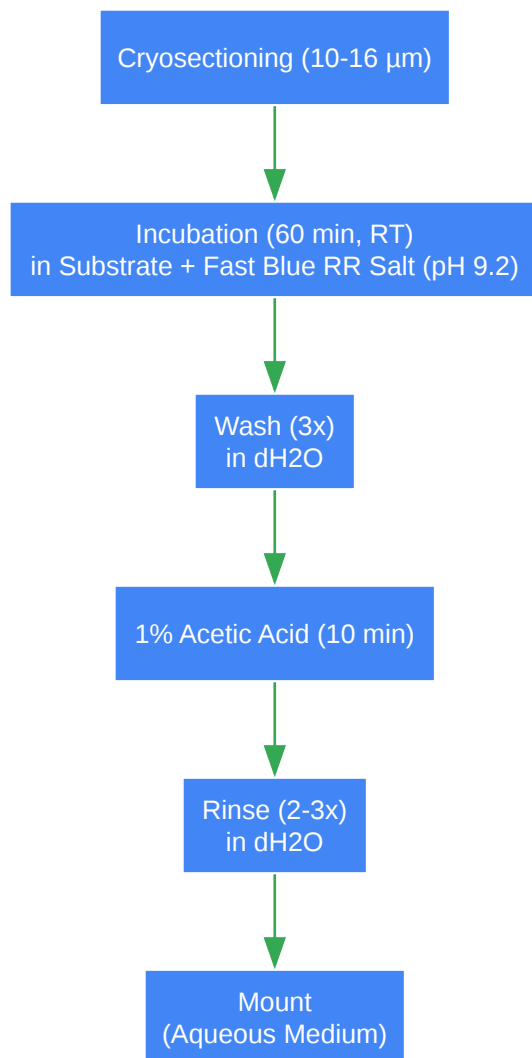 Cryosectioning (10-16 µm)
Incubation (60 min, RT)
in Substrate + Fast Blue RR Salt (pH 9.2)
Wash (3x)
in dH2O
1% Acetic Acid (10 min)
Rinse (2-3x)
in dH2O
Mount
(Aqueous Medium)